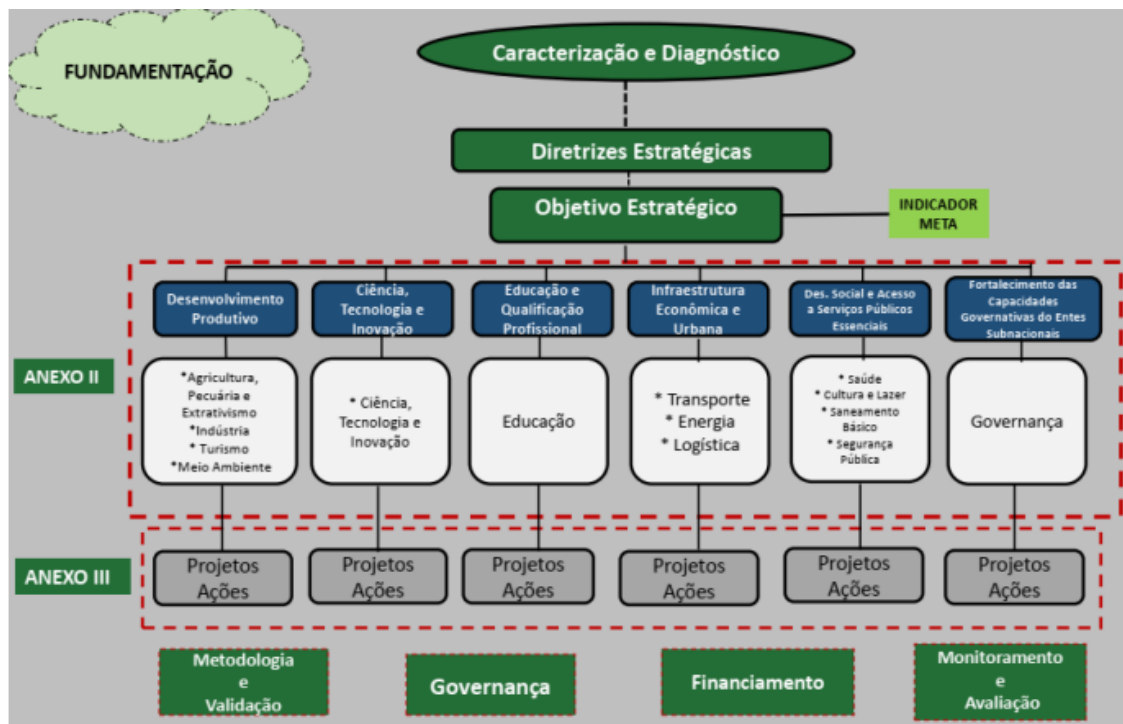 FUNDAMENTAÇÃO
Caracterização e Diagnóstico
Diretrizes Estratégicas
Objetivo Estratégico
INDICADOR
META
Desenvolvimento
Produtivo
Ciência,
Tecnologia e
Inovação
Educação e
Qualificação
Profissional
Infraestrutura
Econômica e
Urbana
Des. Social e Acesso
a Serviços Públicos
Essenciais
Fortalecimento das
Capacidades
Governativas do Entes
Subnacionais
ANEXO II
*Agricultura,
Pecuária e
Extrativismo
*Indústria
* Turismo
*Meio Ambiente
* Ciência,
Tecnologia e
Inovação
Educação
* Transporte
* Energia
* Logística
* Saúde
* Cultura e Lazer
* Saneamento
Básico
* Segurança
Pública
Governança
ANEXO III
Projetos
Ações
Projetos
Ações
Projetos
Ações
Projetos
Ações
Projetos
Ações
Projetos
Ações
Metodologia
e
Validação
Governança
Financiamento
Monitoramento
e
Avaliação